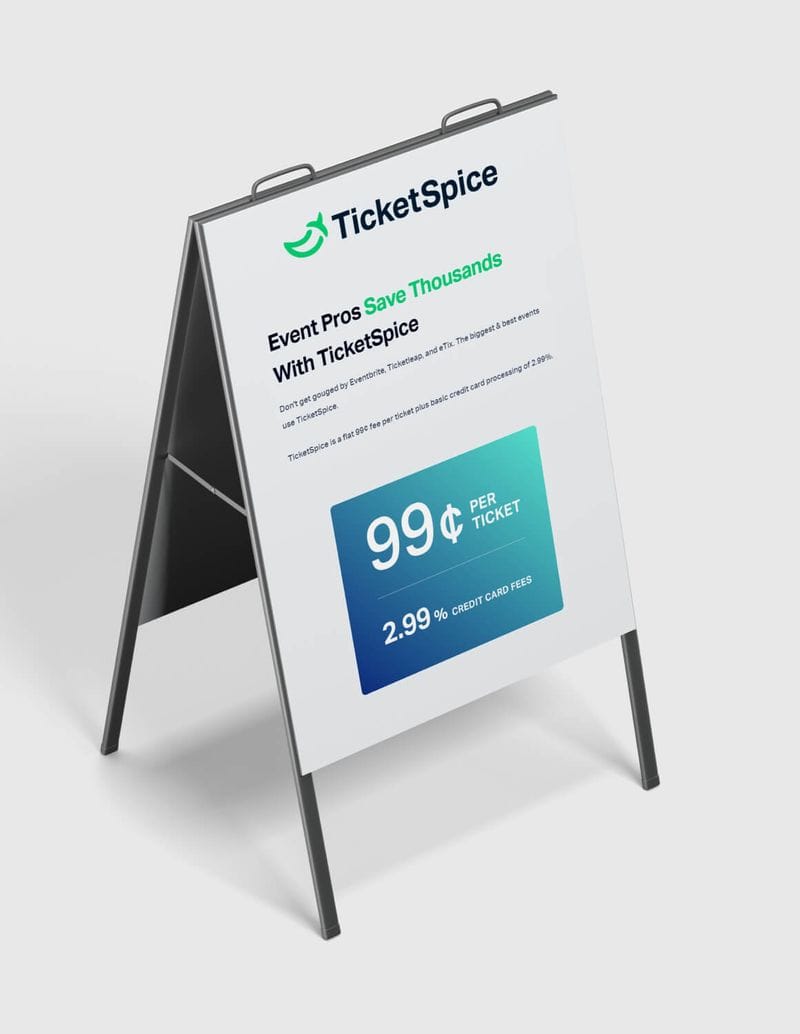 TicketSpice
Event Pros Save Thousands
With TicketSpice
Don't get gouged by Eventbrite, Ticketleap, and eTix. The biggest & best events
use TicketSpice.
TicketSpice is a flat 99¢ fee per ticket plus basic credit card processing of 2.99%.
99¢ PER
TICKET
2.99% CREDIT CARD FEES